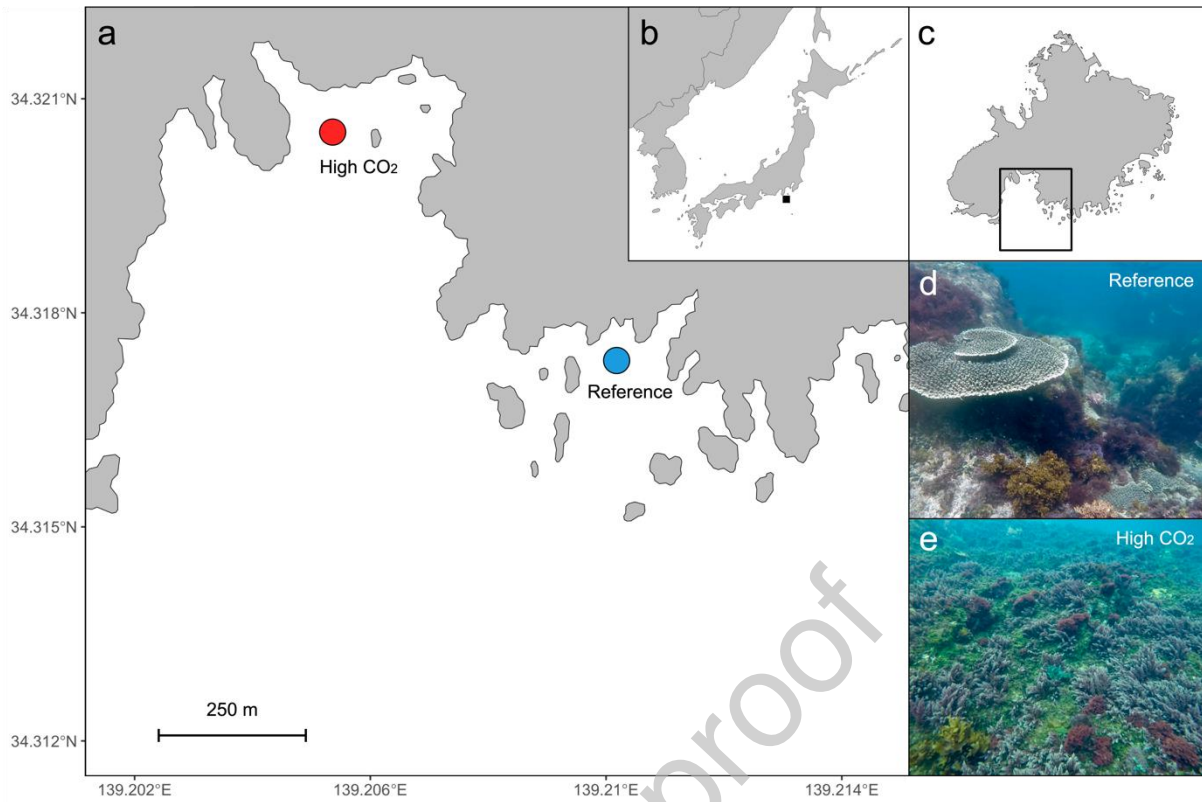 a
b
c
34.321°N
High CO₂
34.318°N
d
Reference
Reference
e
High CO₂
34.315°N
250 m
34.312°N
139.202°E
139.206°E
139.21°E
139.214°E
proof